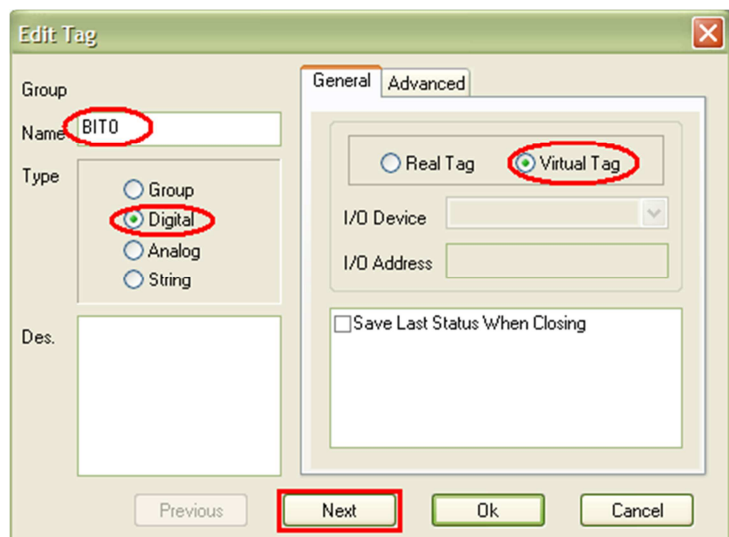 Edit Tag
Group
Name BIT0
Type
Group
Digital
Analog
String
Des.
General Advanced
Real Tag Virtual Tag
I/O Device
I/O Address
Save Last Status When Closing
Previous Next Ok Cancel